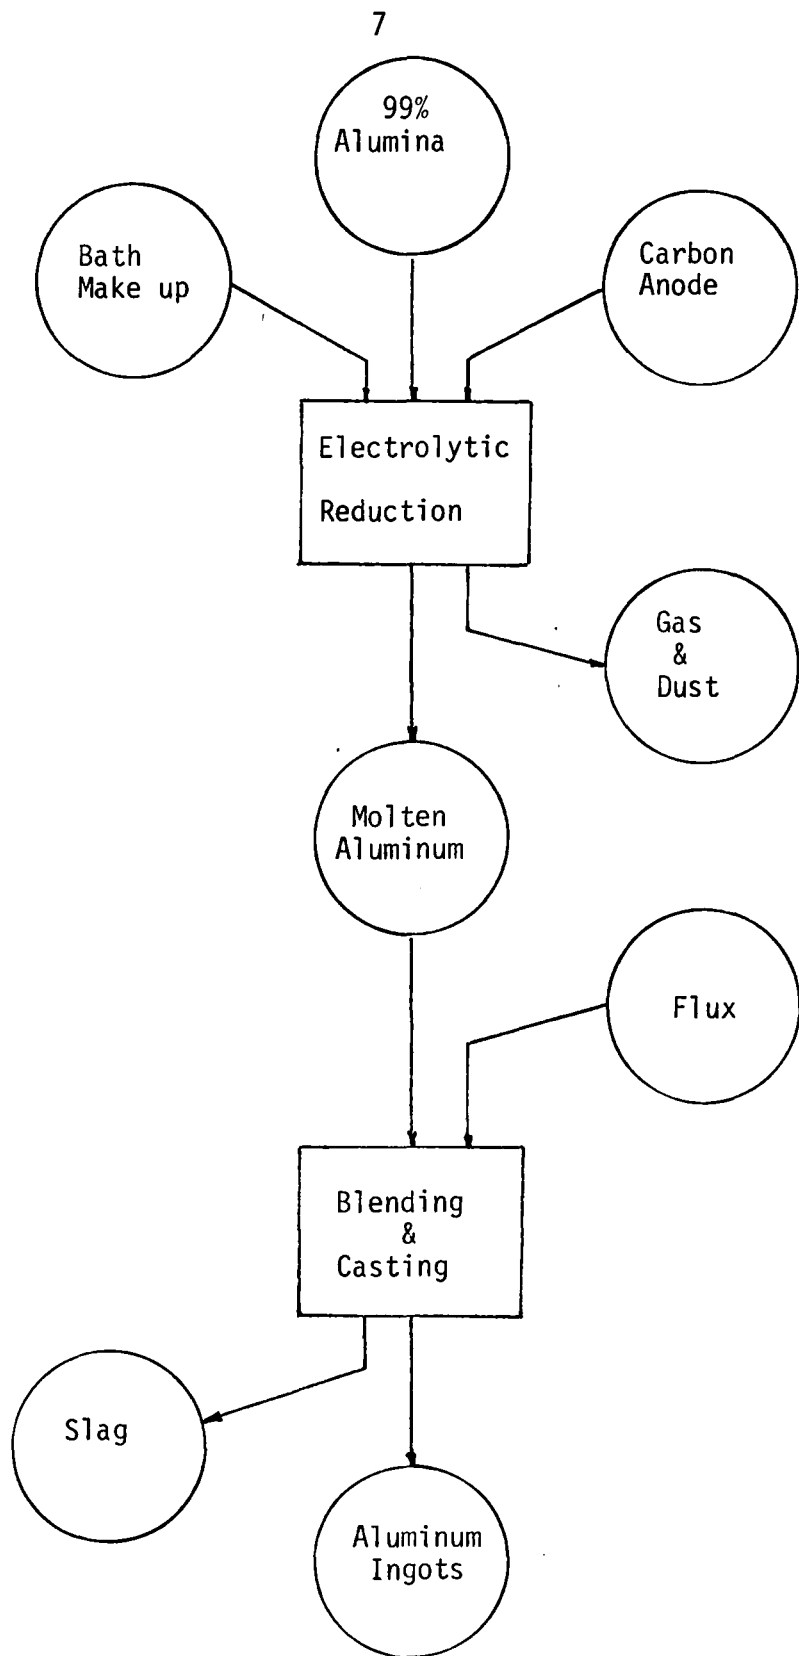 7
99%
Alumina
Bath
Make up
Carbon
Anode
Electrolytic
Reduction
Gas
&
Dust
Molten
Aluminum
Flux
Blending
&
Casting
Slag
Aluminum
Ingots